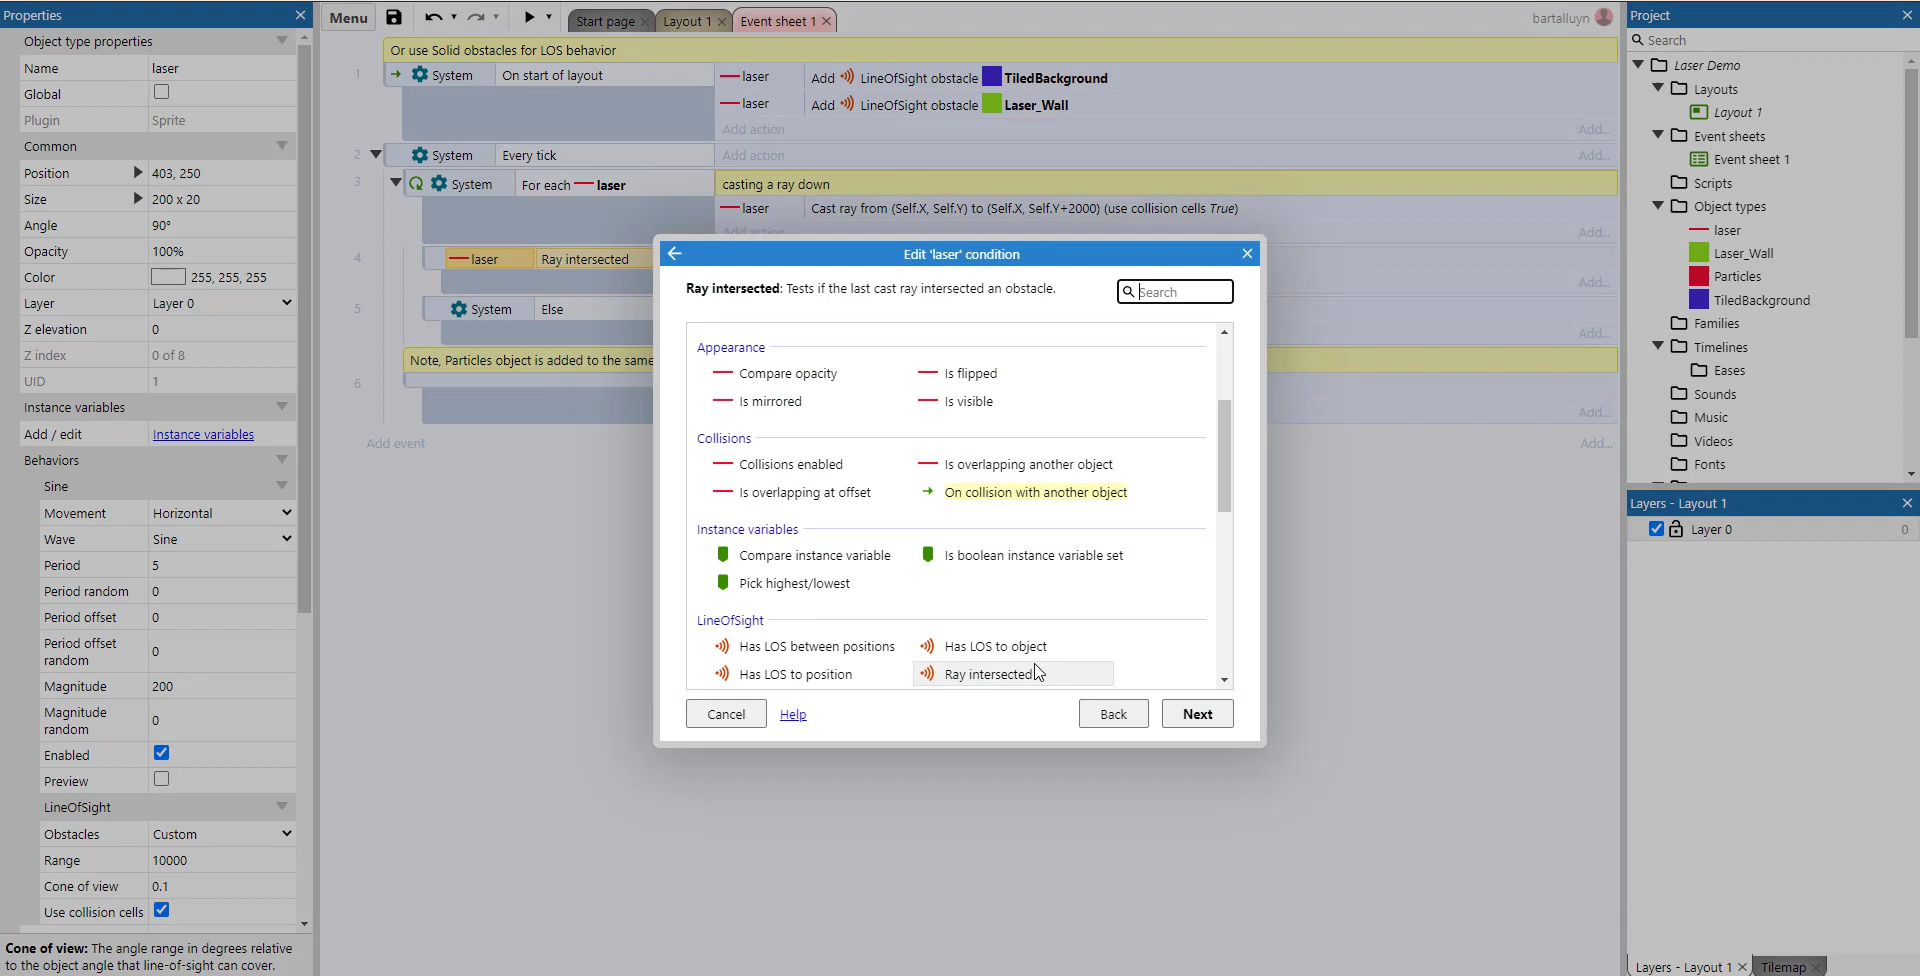 Properties
Object type properties
Name laser
Global
Plugin Sprite
Common
Position 403, 250
Size 200 x 20
Angle 90°
Opacity 100%
Color 255, 255, 255
Layer Layer 0
Z elevation 0
Z index 0 of 8
UID 1
Instance variables
Add / edit Instance variables
Behaviors
Sine
Movement Horizontal
Wave Sine
Period 5
Period random 0
Period offset 0
Period offset random 0
Magnitude 200
Magnitude random 0
Enabled
Preview
LineOfSight
Obstacles Custom
Range 10000
Cone of view 0.1
Use collision cells
Cone of view: The angle range in degrees relative
to the object angle that line-of-sight can cover.
Menu Start page Layout 1 Event sheet 1 bartalluyn
Or use Solid obstacles for LOS behavior
1 System On start of layout laser Add LineOfSight obstacle TiledBackground
laser Add LineOfSight obstacle Laser_Wall
Add action Add...
2 System Every tick Add action Add...
3 System For each laser casting a ray down
laser Cast ray from (Self.X, Self.Y) to (Self.X, Self.Y+2000) (use collision cells True)
Add action Add...
4 laser Ray intersected
Add...
5 System Else
Add...
Note, Particles object is added to the same
6
Add...
Add event Add...
Edit 'laser' condition
Ray intersected: Tests if the last cast ray intersected an obstacle.
Search
Appearance
Compare opacity Is flipped
Is mirrored Is visible
Collisions
Collisions enabled Is overlapping another object
Is overlapping at offset On collision with another object
Instance variables
Compare instance variable Is boolean instance variable set
Pick highest/lowest
LineOfSight
Has LOS between positions Has LOS to object
Has LOS to position Ray intersected
Cancel Help Back Next
Project
Search
Laser Demo
Layouts
Layout 1
Event sheets
Event sheet 1
Scripts
Object types
laser
Laser_Wall
Particles
TiledBackground
Families
Timelines
Eases
Sounds
Music
Videos
Fonts
Layers - Layout 1
Layer 0 0
Layers - Layout 1 Tilemap